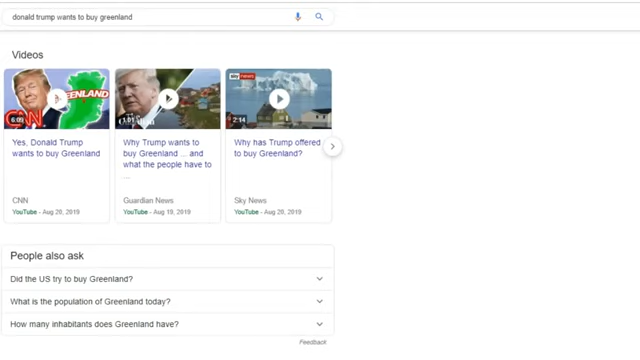 donald trump wants to buy greenland
Videos
GREENLAND
CNN
6:09
1:01
sky news
2:14
Yes, Donald Trump
wants to buy Greenland
CNN
YouTube - Aug 20, 2019
Why Trump wants to
buy Greenland ... and
what the people have to
...
Guardian News
YouTube - Aug 19, 2019
Why has Trump offered
to buy Greenland?
Sky News
YouTube - Aug 20, 2019
People also ask
Did the US try to buy Greenland?
What is the population of Greenland today?
How many inhabitants does Greenland have?
Feedback